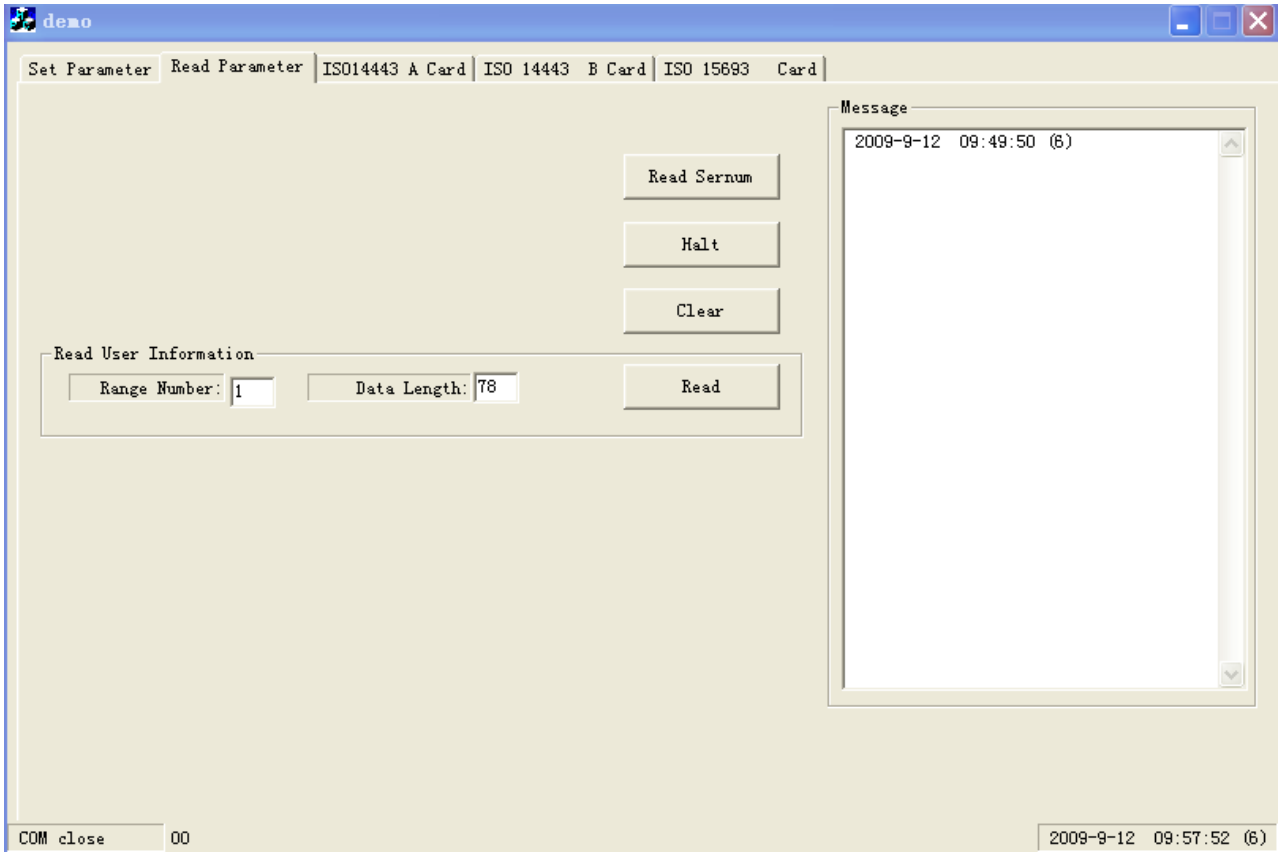 demo
Set Parameter Read Parameter ISO14443 A Card ISO 14443 B Card ISO 15693 Card
Message
2009-9-12 09:49:50 (6)
Read Sernum
Halt
Clear
Read User Information
Range Number: 1 Data Length: 78 Read
COM close 00 2009-9-12 09:57:52 (6)